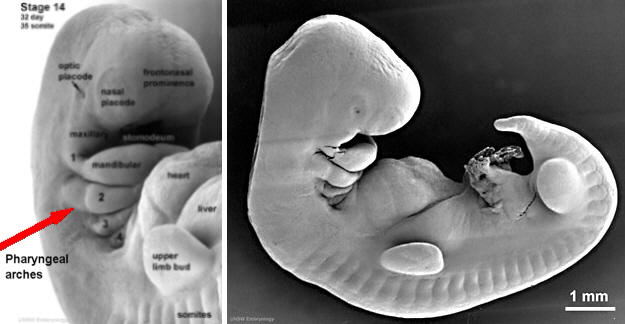 Stage 14
32 day
35 somite
optic
placode
frontonasal
prominence
nasal
placode
maxillary
stomodeum
1
mandibular
heart
2
liver
3
4
Pharyngeal
arches
upper
limb bud
somites
UNSW Embryology
UNSW Embryology
1 mm